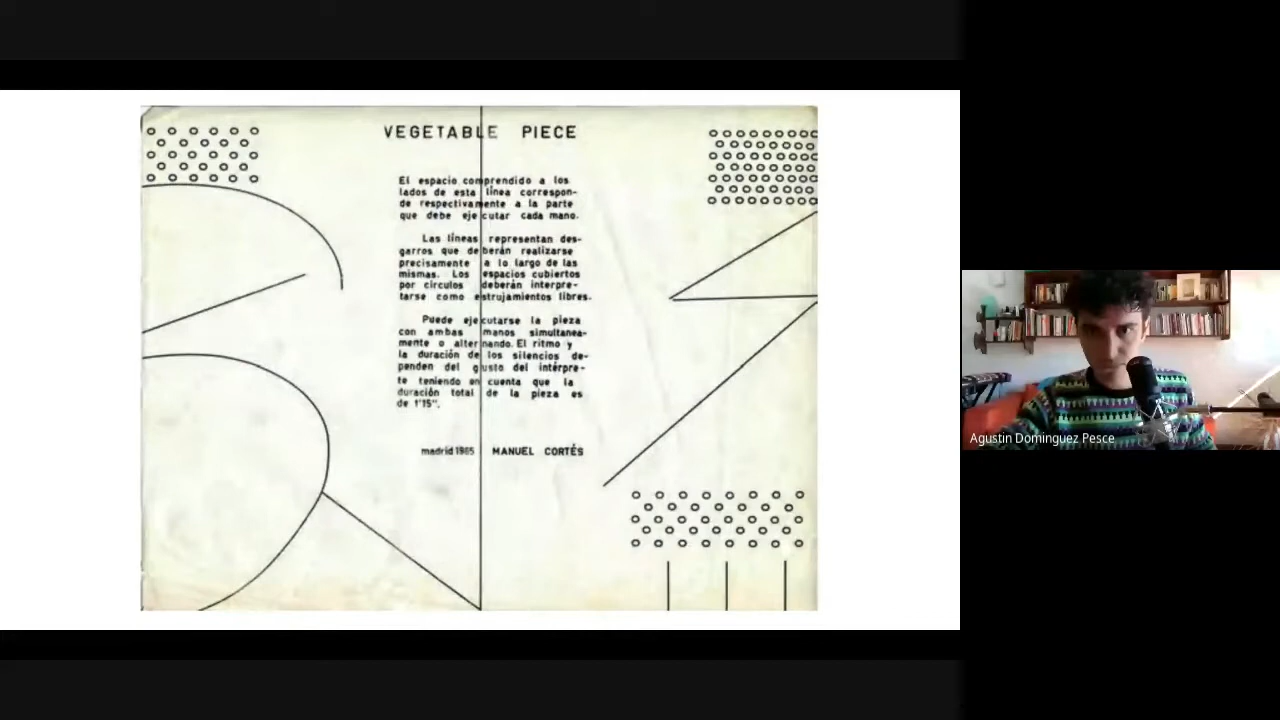 VEGETABLE PIECE
El espacio comprendido a los
lados de esta línea correspon-
de respectivamente a la parte
que debe ejecutar cada mano.
Las líneas representan des-
garros que deberán realizarse
precisamente a lo largo de las
mismas. Los espacios cubiertos
por círculos deberán interpre-
tarse como estrujamientos libres.
Puede ejecutarse la pieza
con ambas manos simultanea-
mente o alternando. El ritmo y
la duración de los silencios de-
penden del gusto del intérpre-
te teniendo en cuenta que la
duración total de la pieza es
de 1'15".
madrid 1965 MANUEL CORTÉS
Agustin Dominguez Pesce